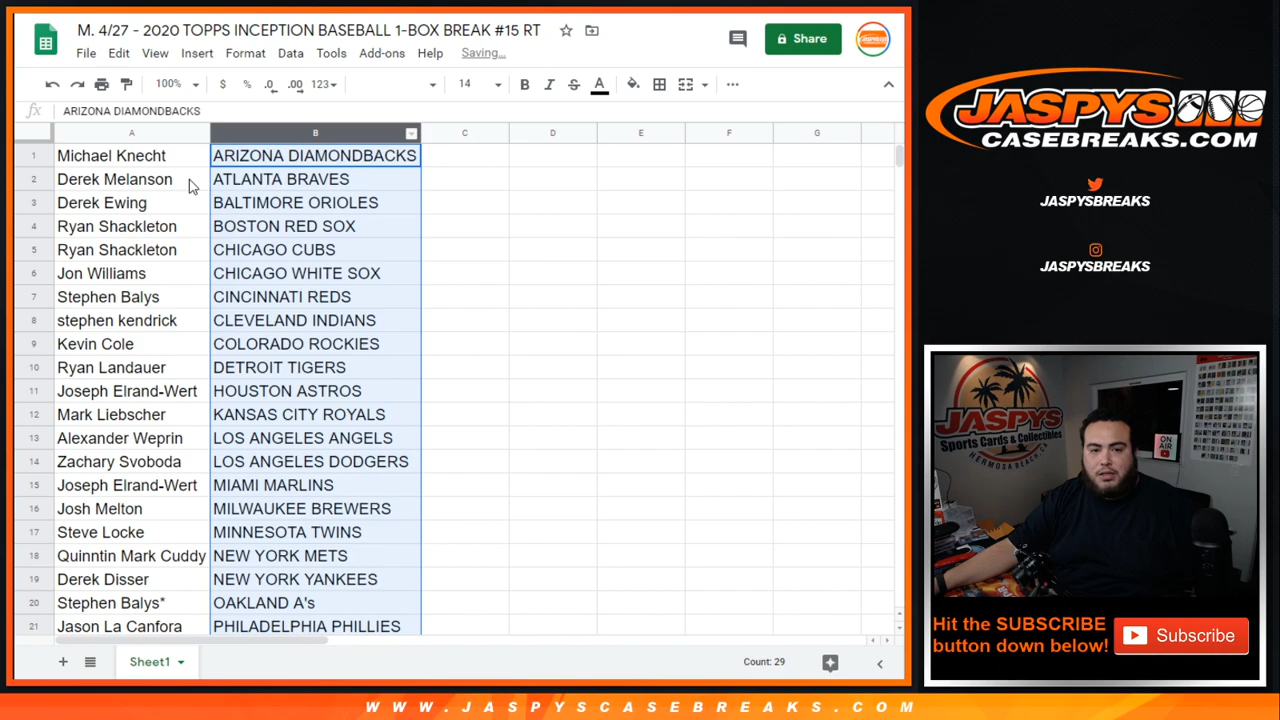 M. 4/27 - 2020 TOPPS INCEPTION BASEBALL 1-BOX BREAK #15 RT
File Edit View Insert Format Data Tools Add-ons Help Saving...
Share
100% $ % .0 .00 123 14 B I S A
fx ARIZONA DIAMONDBACKS
A B C D E F G
1 Michael Knecht ARIZONA DIAMONDBACKS
2 Derek Melanson ATLANTA BRAVES
3 Derek Ewing BALTIMORE ORIOLES
4 Ryan Shackleton BOSTON RED SOX
5 Ryan Shackleton CHICAGO CUBS
6 Jon Williams CHICAGO WHITE SOX
7 Stephen Balys CINCINNATI REDS
8 stephen kendrick CLEVELAND INDIANS
9 Kevin Cole COLORADO ROCKIES
10 Ryan Landauer DETROIT TIGERS
11 Joseph Elrand-Wert HOUSTON ASTROS
12 Mark Liebscher KANSAS CITY ROYALS
13 Alexander Weprin LOS ANGELES ANGELS
14 Zachary Svoboda LOS ANGELES DODGERS
15 Joseph Elrand-Wert MIAMI MARLINS
16 Josh Melton MILWAUKEE BREWERS
17 Steve Locke MINNESOTA TWINS
18 Quinntin Mark Cuddy NEW YORK METS
19 Derek Disser NEW YORK YANKEES
20 Stephen Balys* OAKLAND A's
21 Jason La Canfora PHILADELPHIA PHILLIES
Sheet1
Count: 29
JASPYS
CASEBREAKS.COM
JASPYSBREAKS
JASPYSBREAKS
JASPYS
Sports Cards & Collectibles
HERMOSA BEACH, CA
ON AIR
Hit the SUBSCRIBE
button down below!
Subscribe
WWW.JASPYSCASEBREAKS.COM